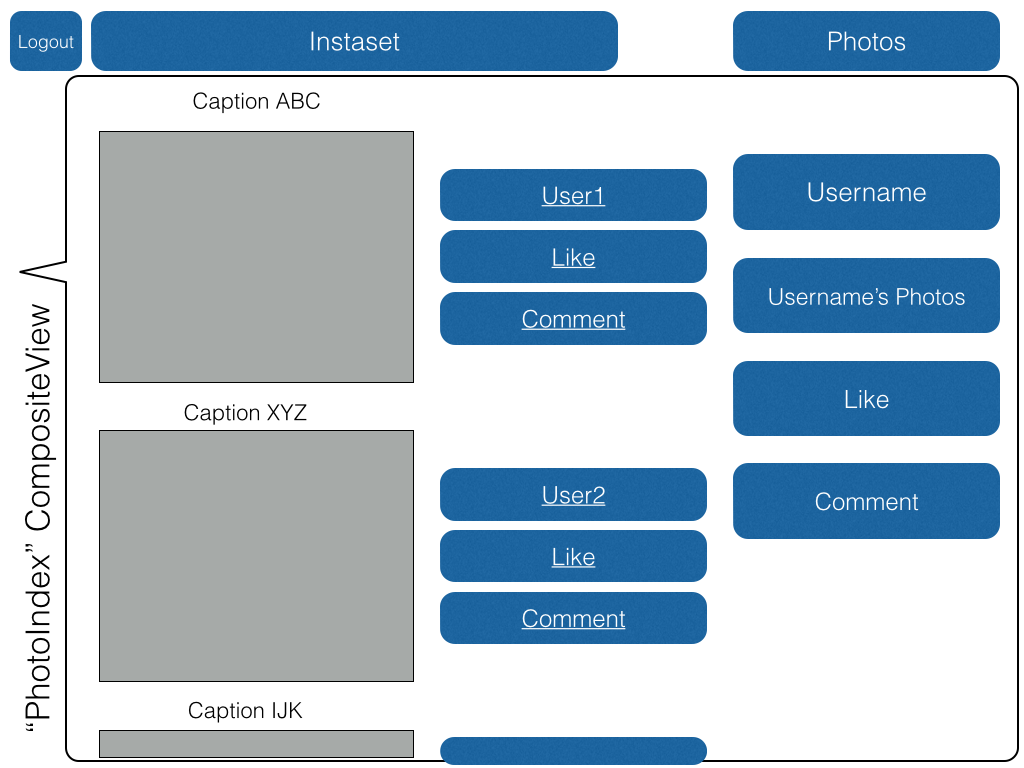 Logout
Instaset
Photos
“PhotoIndex” CompositeView
Caption ABC
User1
Like
Comment
Caption XYZ
User2
Like
Comment
Caption IJK
Username
Username’s Photos
Like
Comment